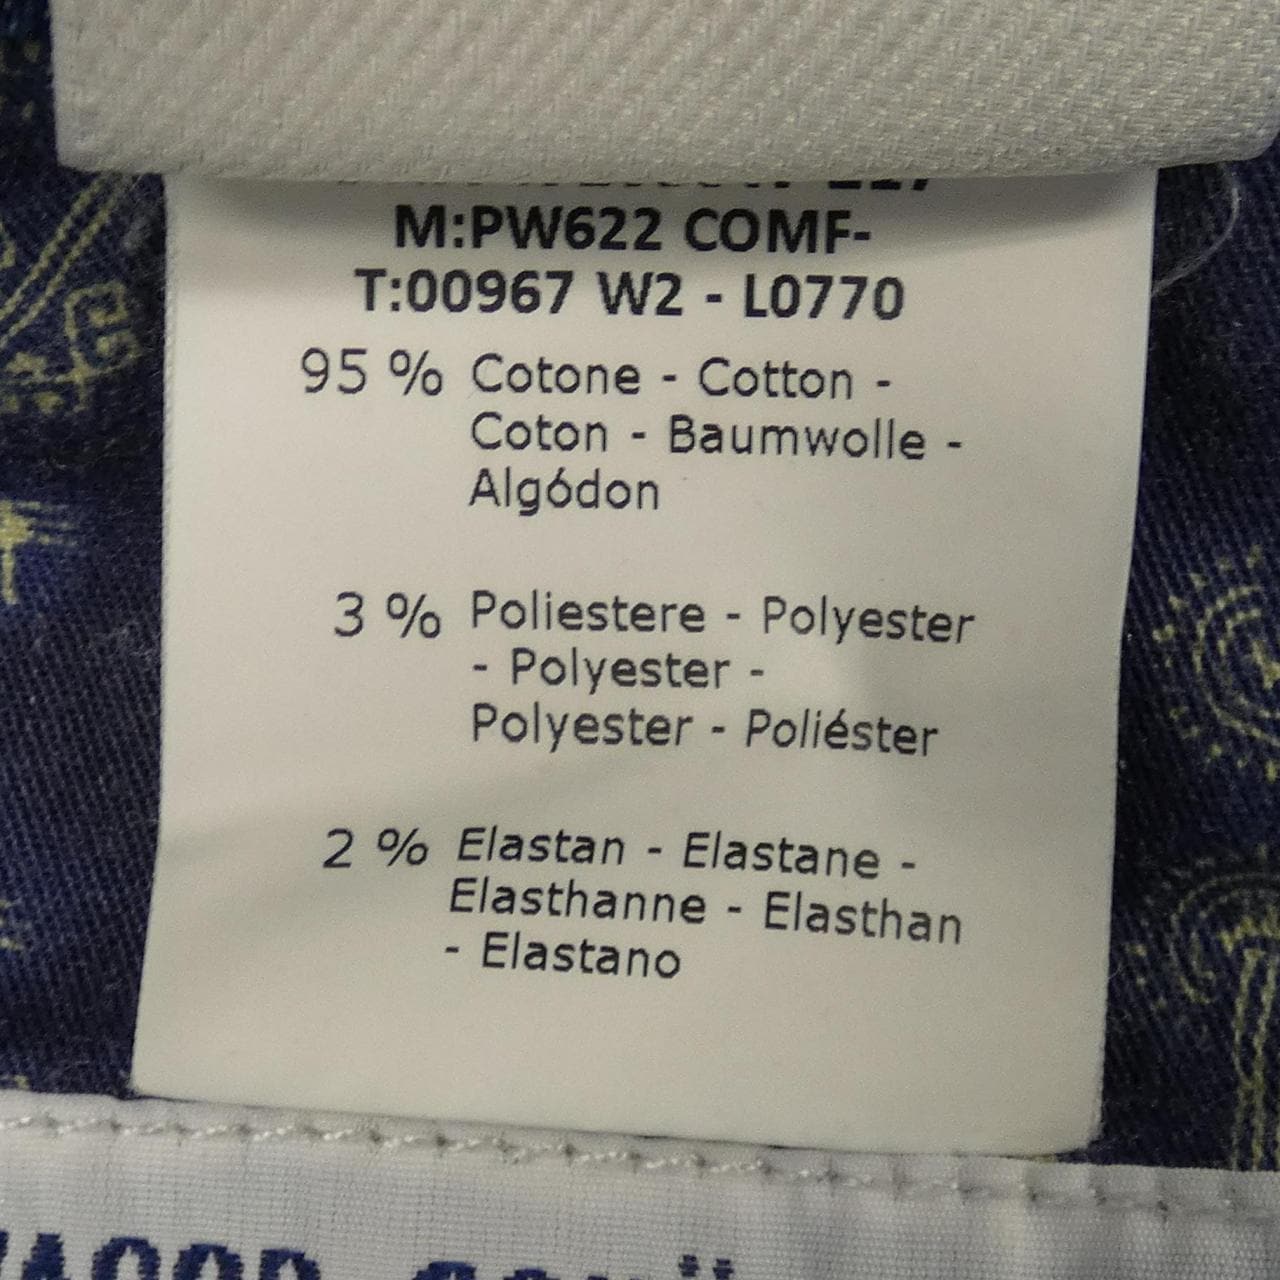 M:PW622 COMF-
T:00967 W2 - L0770
95 % Cotone - Cotton -
Coton - Baumwolle -
Algódon
3 % Poliestere - Polyester
- Polyester -
Polyester - Poliéster
2 % Elastan - Elastane -
Elasthanne - Elasthan
- Elastano